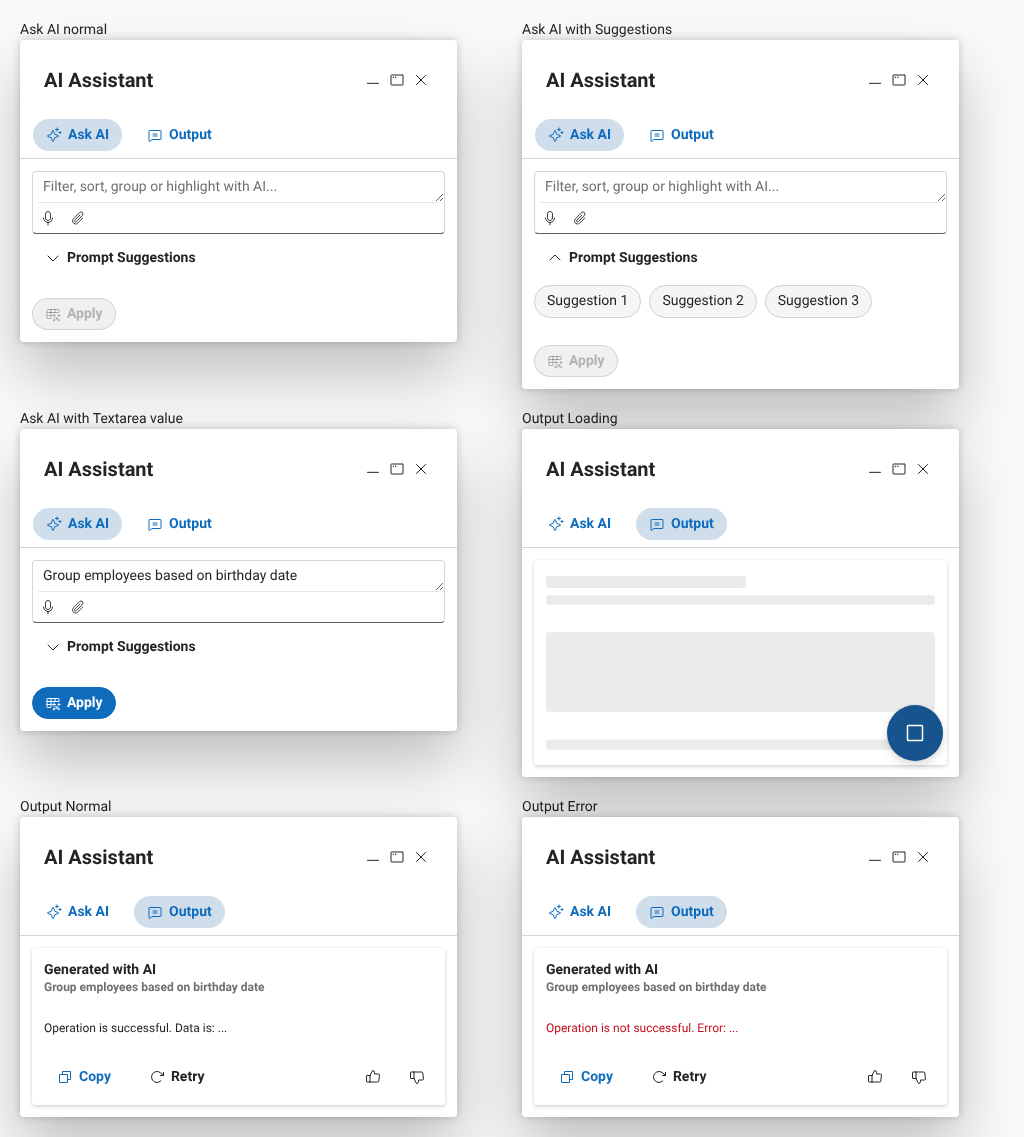 Ask AI normal
AI Assistant
Ask AI
Output
Filter, sort, group or highlight with AI...
Prompt Suggestions
Apply
Ask AI with Suggestions
AI Assistant
Ask AI
Output
Filter, sort, group or highlight with AI...
Prompt Suggestions
Suggestion 1
Suggestion 2
Suggestion 3
Apply
Ask AI with Textarea value
AI Assistant
Ask AI
Output
Group employees based on birthday date
Prompt Suggestions
Apply
Output Loading
AI Assistant
Ask AI
Output
Output Normal
AI Assistant
Ask AI
Output
Generated with AI
Group employees based on birthday date
Operation is successful. Data is: ...
Copy
Retry
Output Error
AI Assistant
Ask AI
Output
Generated with AI
Group employees based on birthday date
Operation is not successful. Error: ...
Copy
Retry